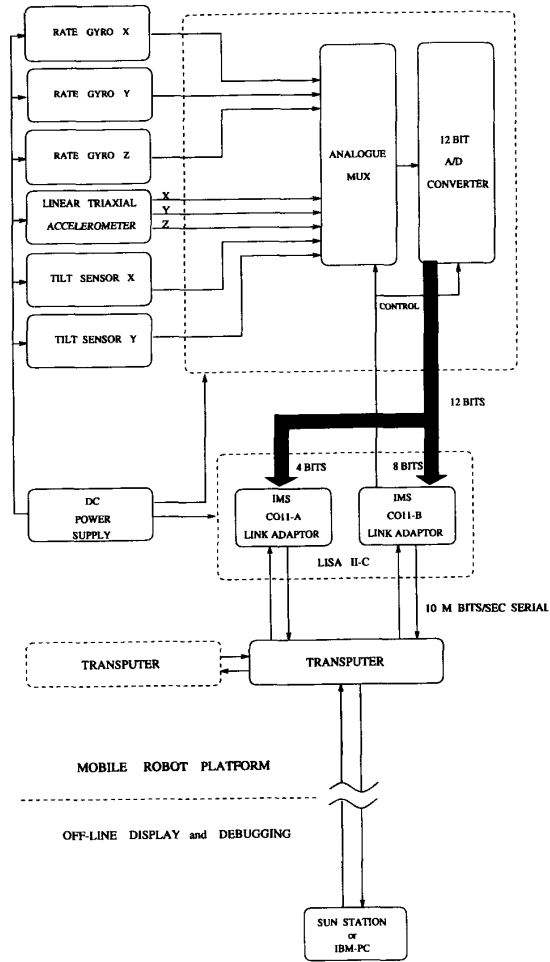 RATE GYRO X
RATE GYRO Y
RATE GYRO Z
LINEAR TRIAXIAL
ACCELEROMETER
X
Y
Z
TILT SENSOR X
TILT SENSOR Y
ANALOGUE
MUX
12 BIT
A/D
CONVERTER
CONTROL
12 BITS
4 BITS
8 BITS
DC
POWER
SUPPLY
IMS
CO11-A
LINK ADAPTOR
IMS
CO11-B
LINK ADAPTOR
LISA II-C
10 M BITS/SEC SERIAL
TRANSPUTER
TRANSPUTER
MOBILE ROBOT PLATFORM
OFF-LINE DISPLAY and DEBUGGING
SUN STATION
or
IBM-PC